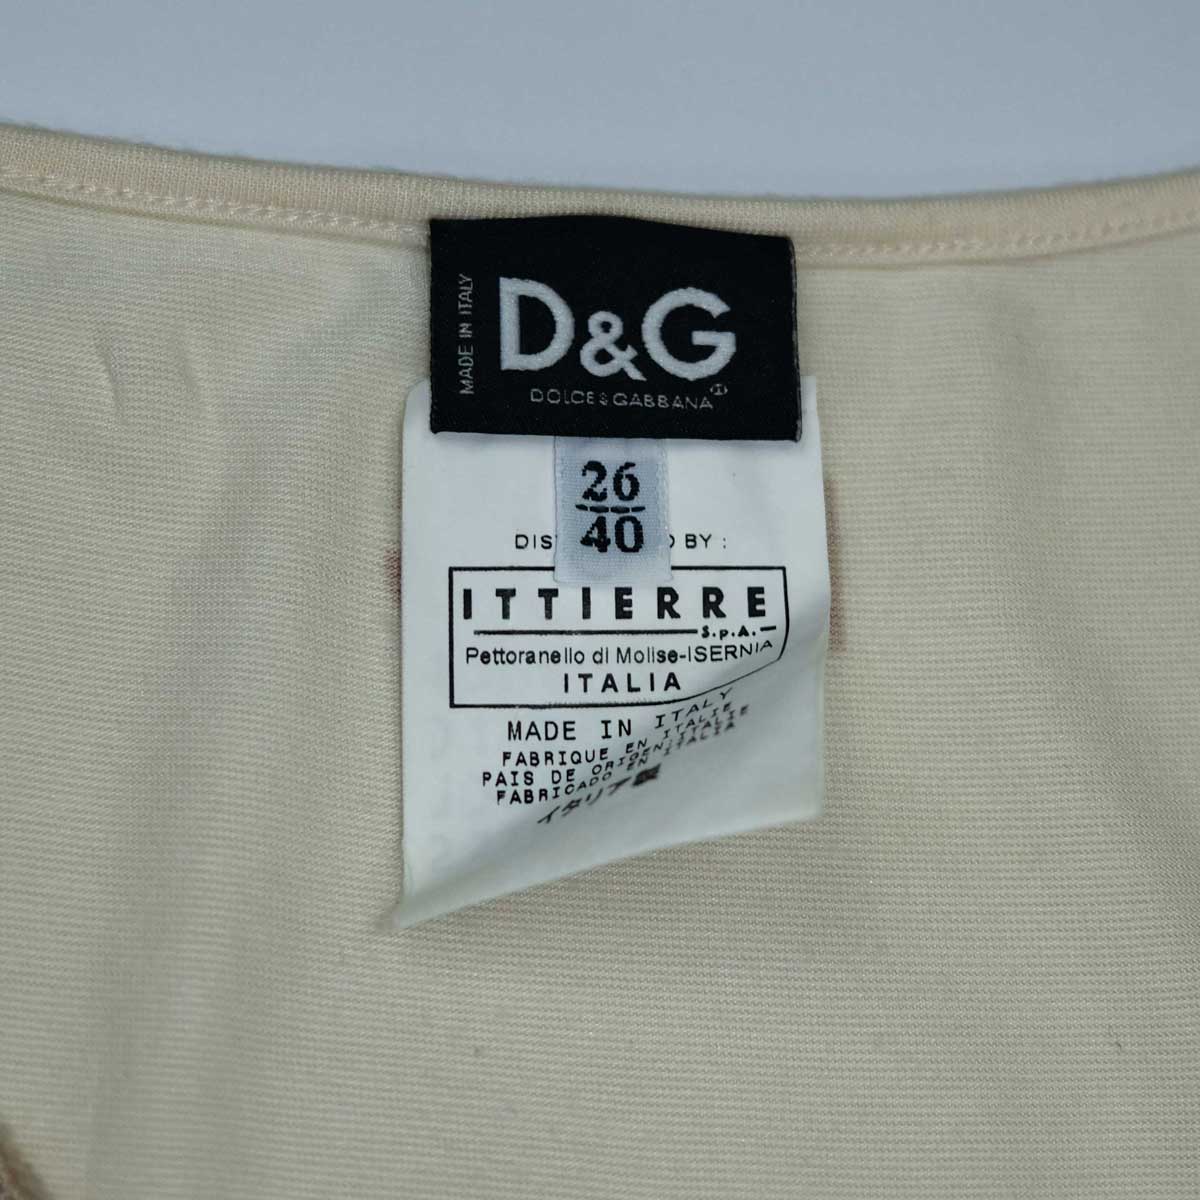 MADE IN ITALY
D&G
DOLCE & GABBANA
26
40
BY :
ITTIERRE
S.p.A.
Pettoranello di Molise-ISERNIA
ITALIA
MADE IN ITALY
FABRIQUE EN ITALIE
PAIS DE ORIGEN:ITALIA
FABRICADO EN ITALIA
イタリア製